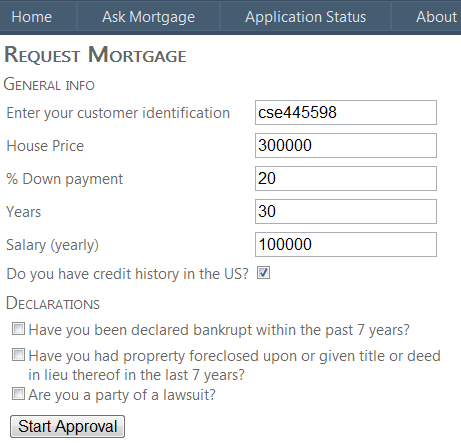 Home Ask Mortgage Application Status About
REQUEST MORTGAGE
GENERAL INFO
Enter your customer identification cse445598
House Price 300000
% Down payment 20
Years 30
Salary (yearly) 100000
Do you have credit history in the US?
DECLARATIONS
Have you been declared bankrupt within the past 7 years?
Have you had proprerty foreclosed upon or given title or deed
in lieu thereof in the last 7 years?
Are you a party of a lawsuit?
Start Approval